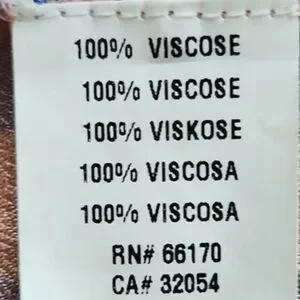 100% VISCOSE
100% VISCOSE
100% VISKOSE
100% VISCOSA
100% VISCOSA
RN# 66170
CA# 32054